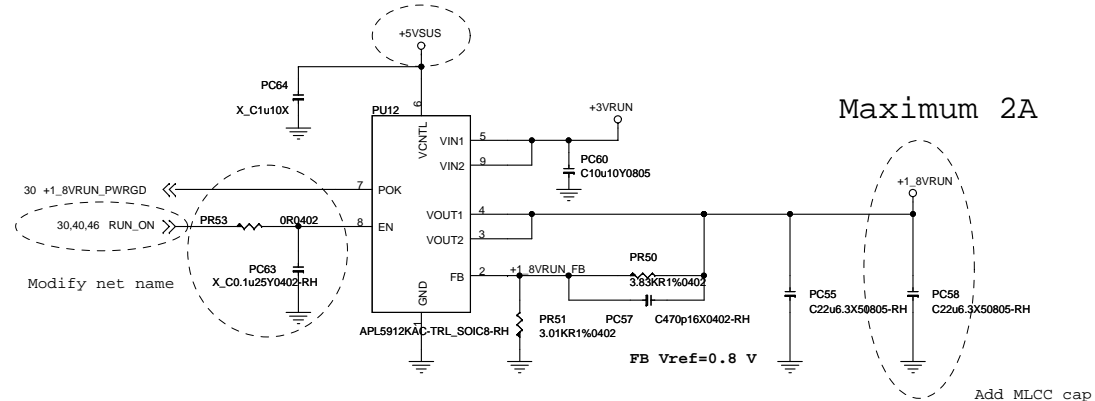 +5VSUS
PC64
X_C1u10X
6
PU12
VCNTL
+3VRUN
Maximum 2A
VIN1 5
VIN2 9
PC60
C10u10Y0805
30 +1_8VRUN_PWRGD
7 POK
+1_8VRUN
30,40,46 RUN_ON
PR53 0R0402
8 EN
VOUT1 4
VOUT2 3
PC63
X_C0.1u25Y0402-RH
Modify net name
FB 2
+1_8VRUN_FB
PR50
3.83KR1%0402
GND
1
PC57 C470p16X0402-RH
PR51
3.01KR1%0402
PC55
C22u6.3X50805-RH
PC58
C22u6.3X50805-RH
APL5912KAC-TRL_SOIC8-RH
FB Vref=0.8 V
Add MLCC cap